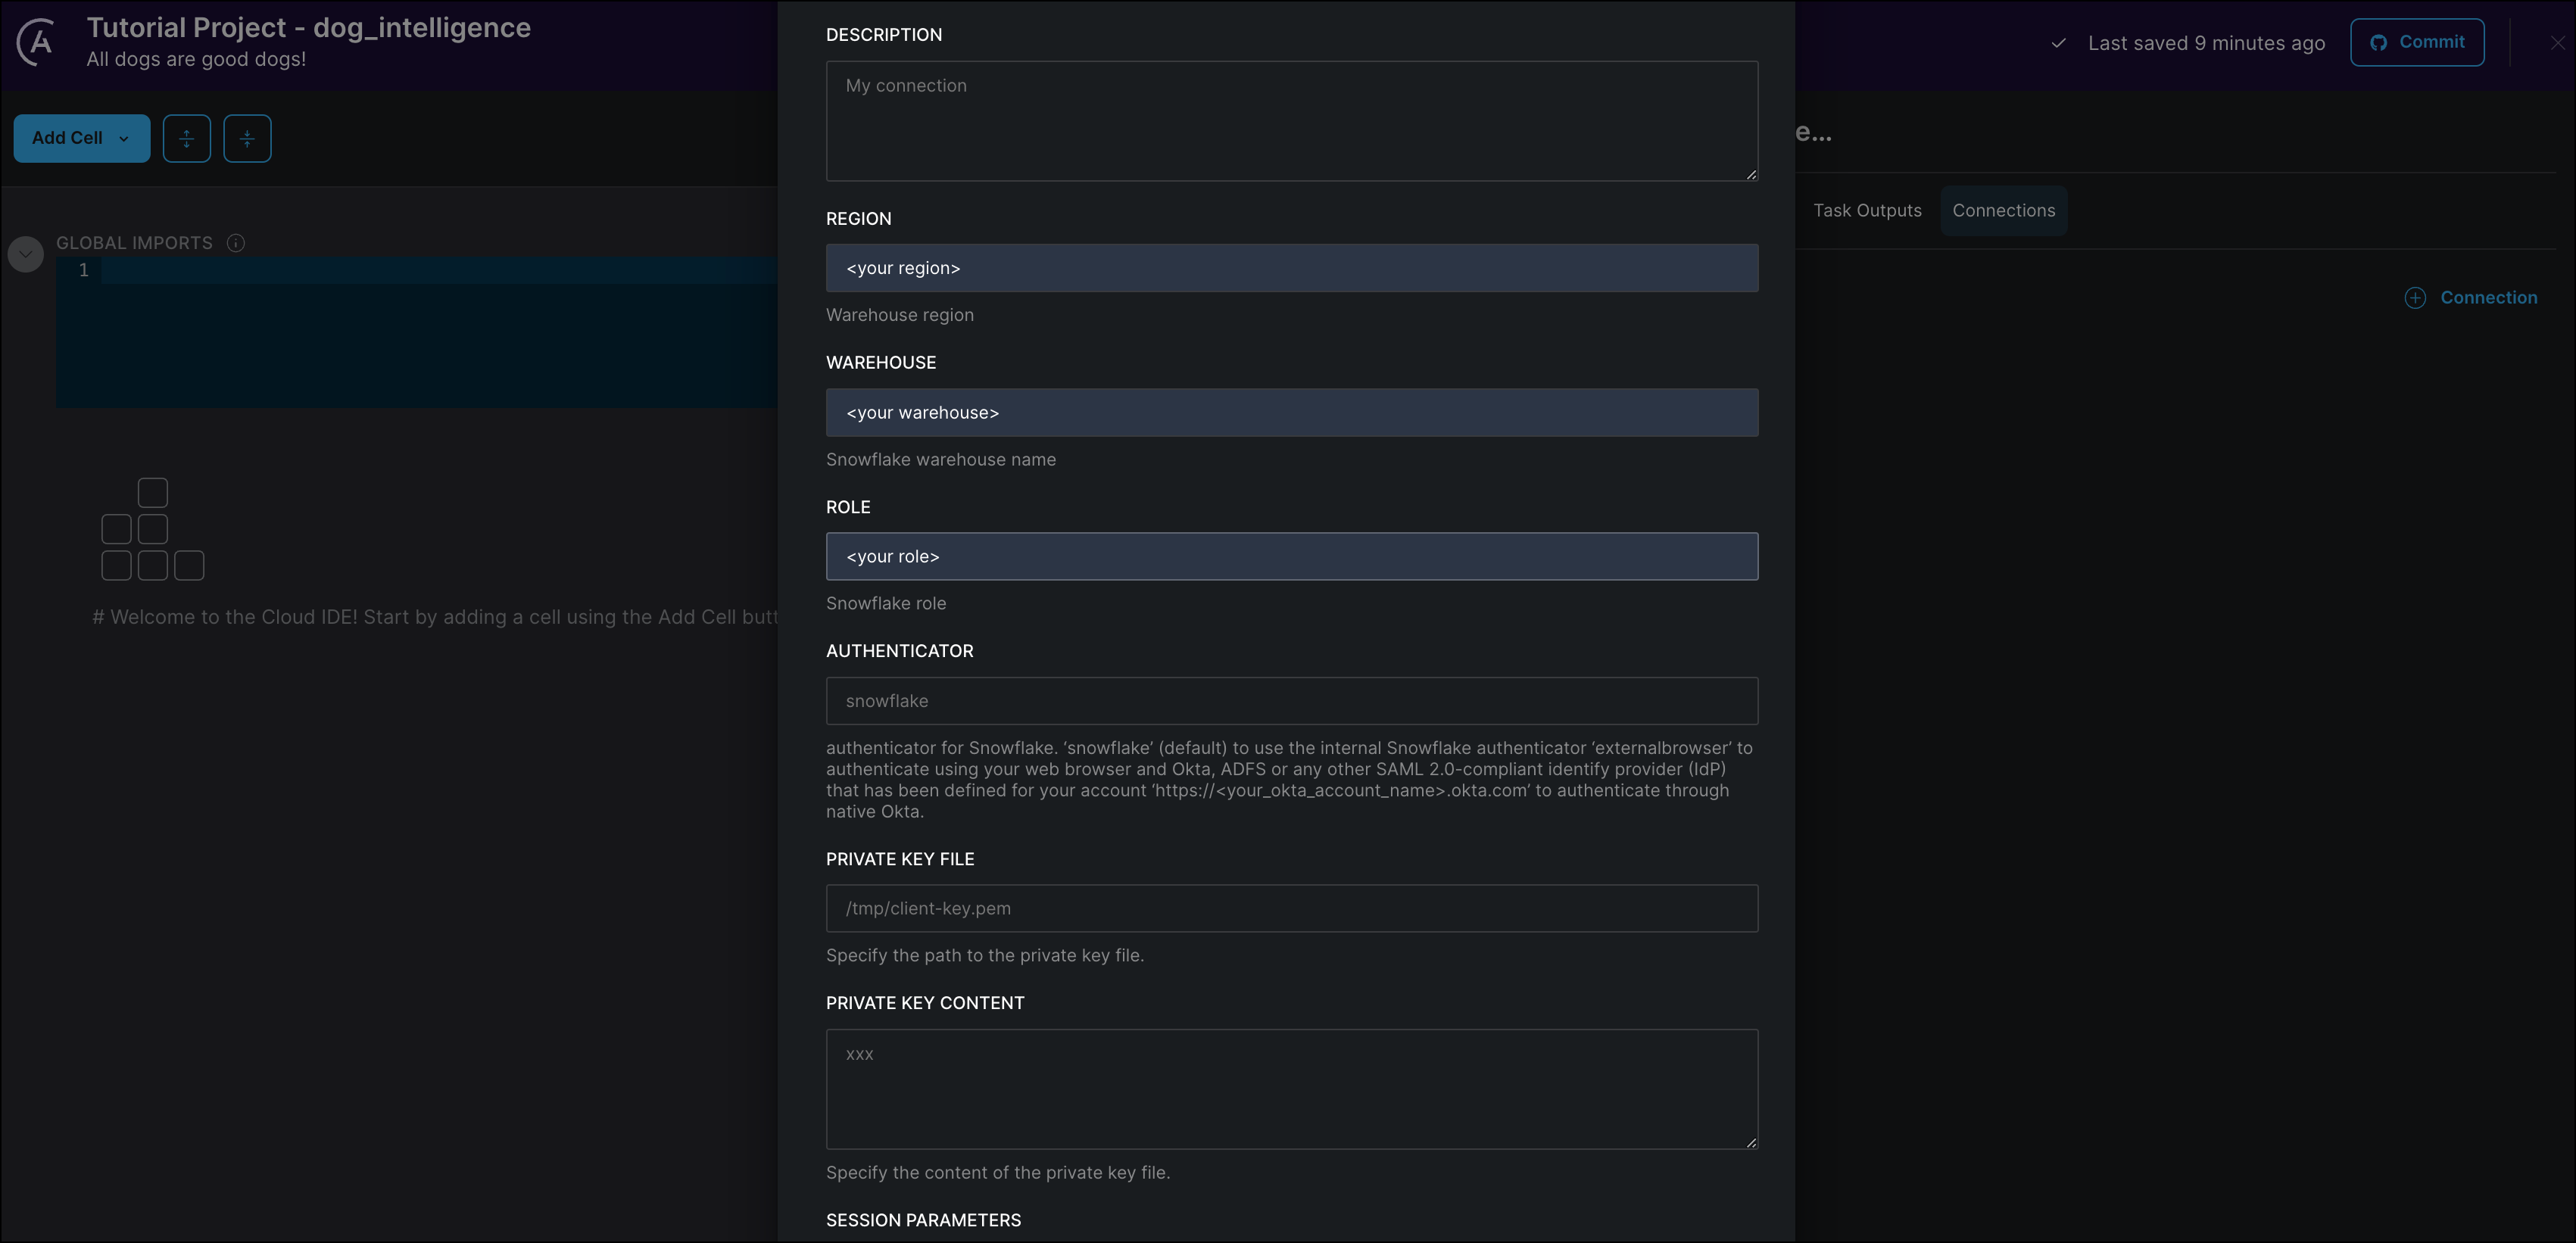 Tutorial Project - dog_intelligence
All dogs are good dogs!
Last saved 9 minutes ago
Commit
Add Cell
GLOBAL IMPORTS
1
# Welcome to the Cloud IDE! Start by adding a cell using the Add Cell butt
DESCRIPTION
My connection
REGION
<your region>
Warehouse region
WAREHOUSE
<your warehouse>
Snowflake warehouse name
ROLE
<your role>
Snowflake role
AUTHENTICATOR
snowflake
authenticator for Snowflake. ‘snowflake’ (default) to use the internal Snowflake authenticator ‘externalbrowser’ to
authenticate using your web browser and Okta, ADFS or any other SAML 2.0-compliant identify provider (IdP)
that has been defined for your account ‘https://<your_okta_account_name>.okta.com’ to authenticate through
native Okta.
PRIVATE KEY FILE
/tmp/client-key.pem
Specify the path to the private key file.
PRIVATE KEY CONTENT
xxx
Specify the content of the private key file.
SESSION PARAMETERS
e...
Task Outputs
Connections
Connection